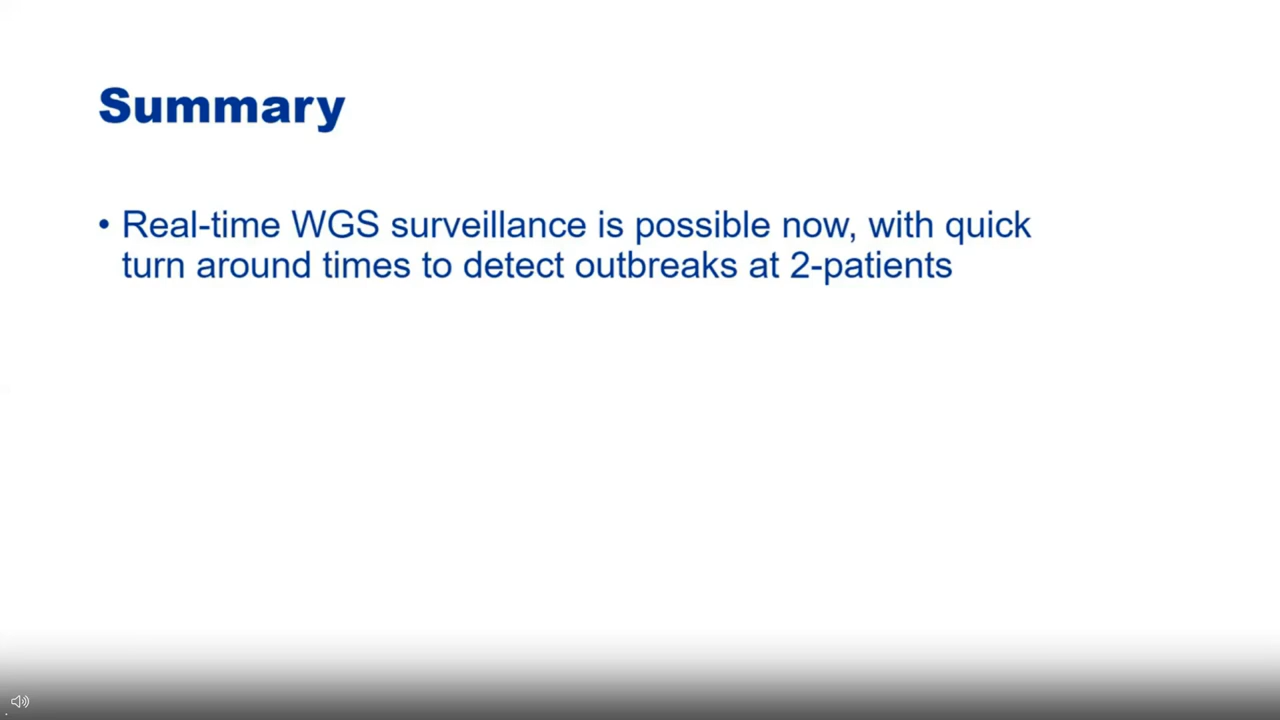 Summary
• Real-time WGS surveillance is possible now, with quick
turn around times to detect outbreaks at 2-patients